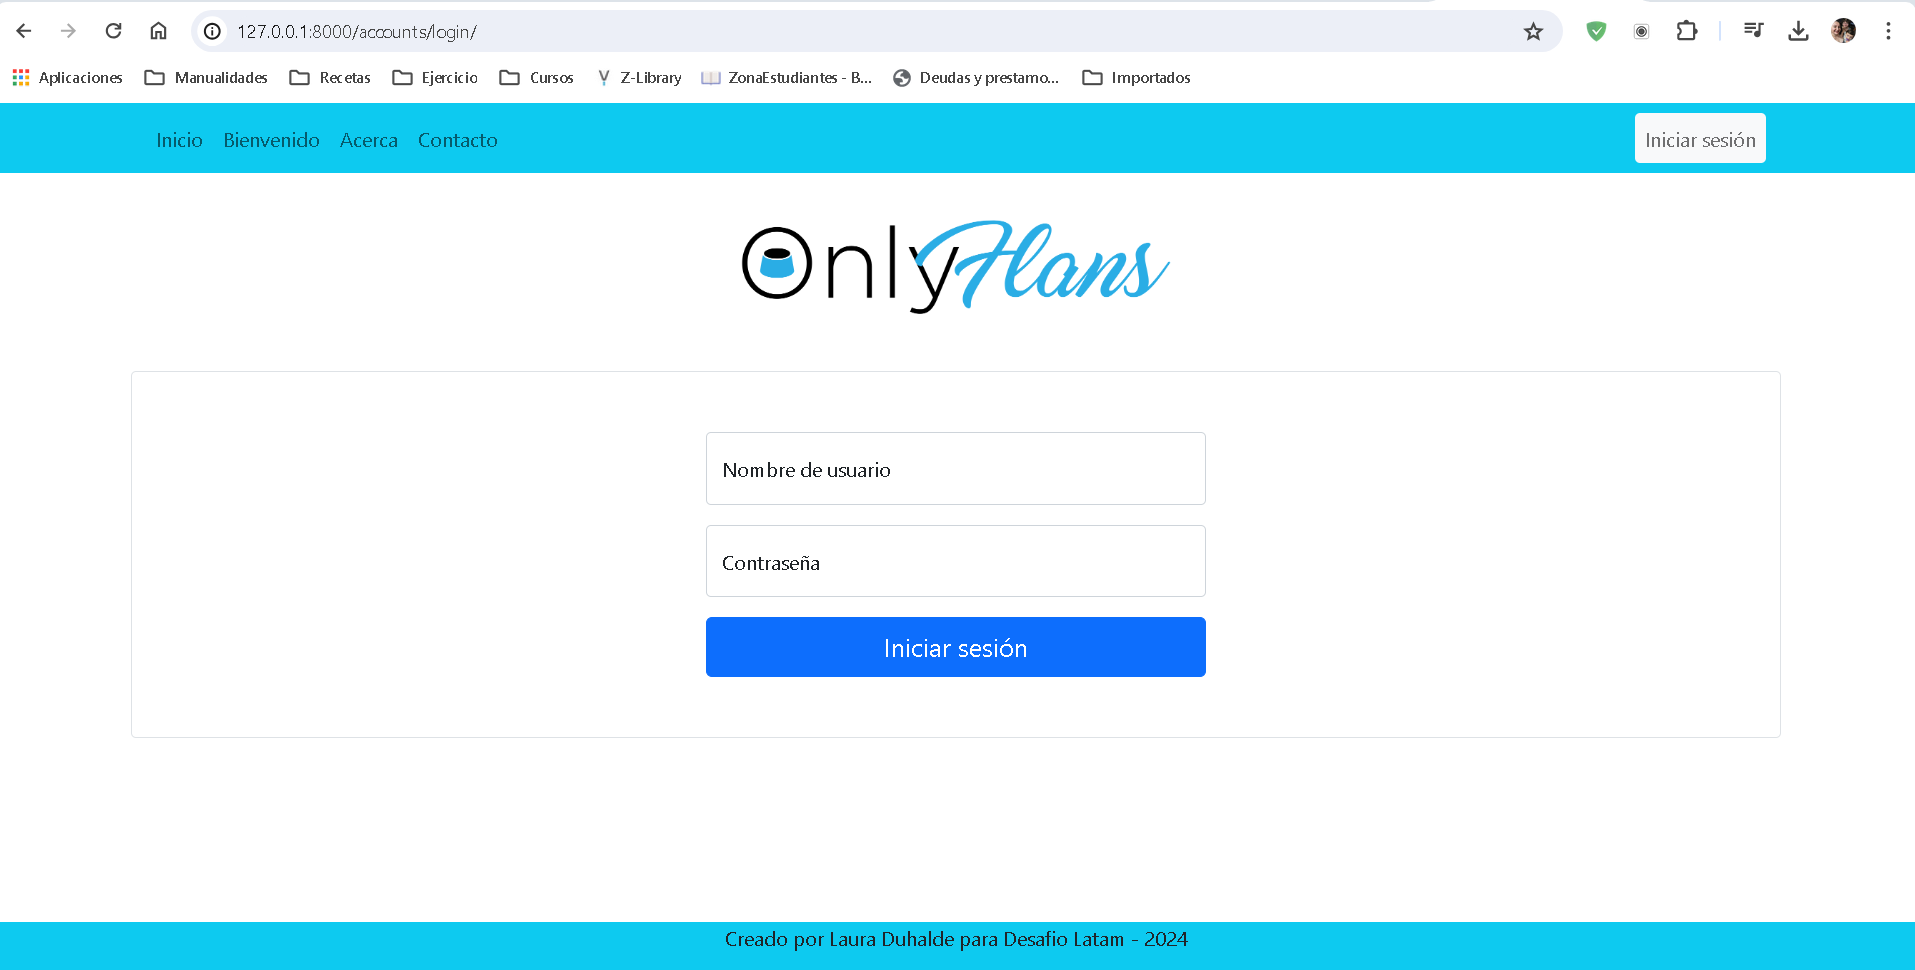 127.0.0.1:8000/accounts/login/
Aplicaciones Manualidades Recetas Ejercicio Cursos Z-Library ZonaEstudiantes - B... Deudas y prestamo... Importados
Inicio Bienvenido Acerca Contacto Iniciar sesión
OnlyFlans
Nombre de usuario
Contraseña
Iniciar sesión
Creado por Laura Duhalde para Desafio Latam - 2024